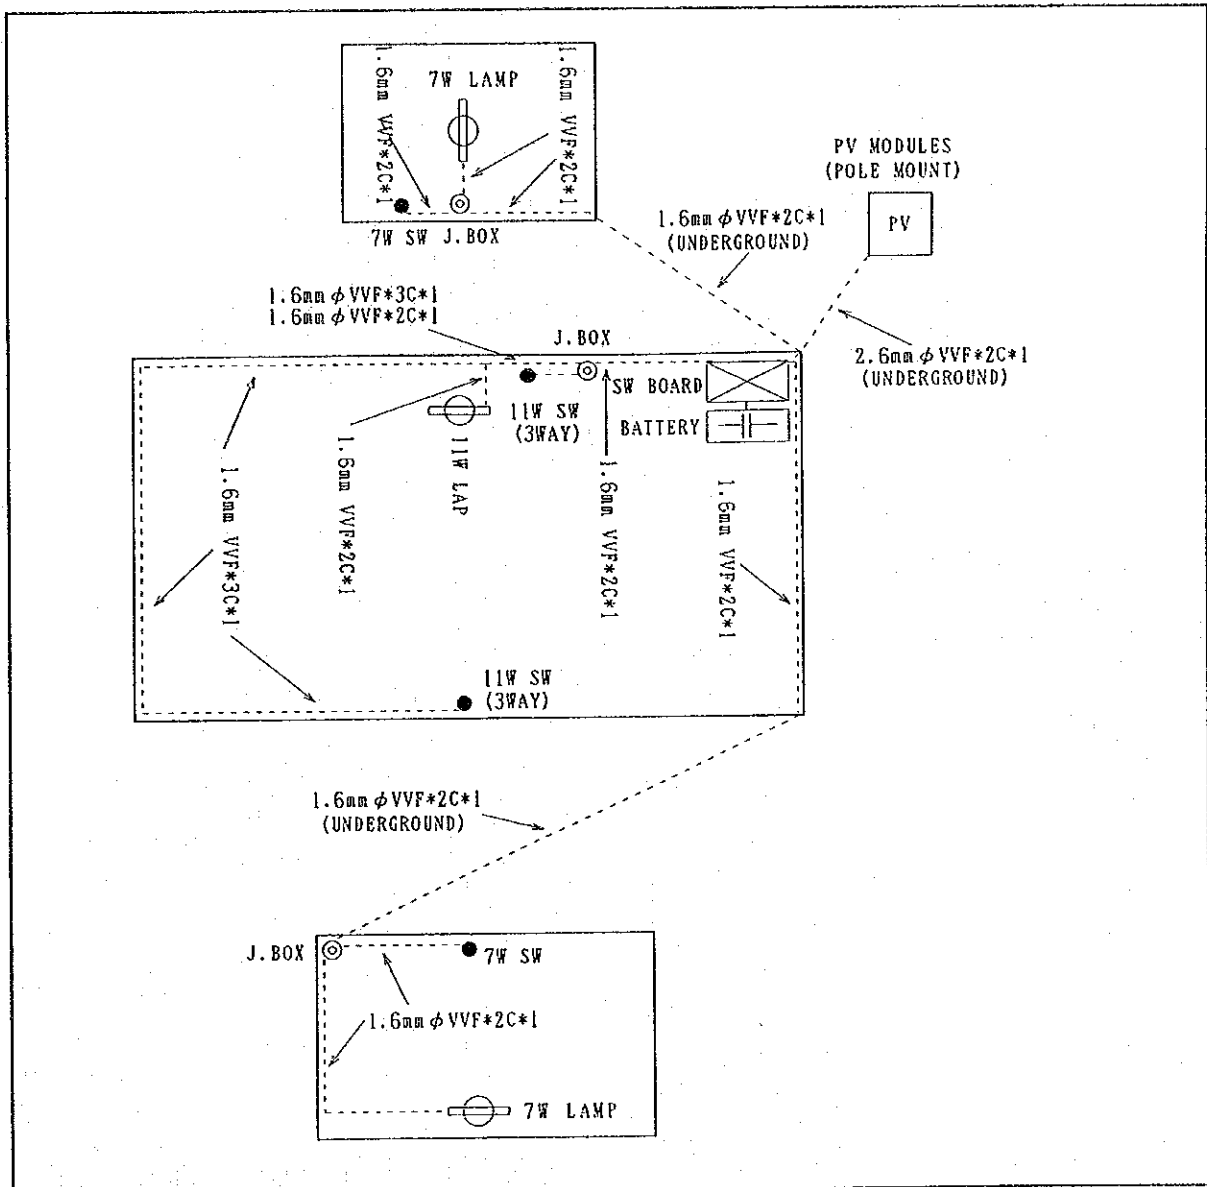 1.6mm VVF*2C*1
7W LAMP
1.6mm VVF*2C*1
7W SW J.BOX
PV MODULES
(POLE MOUNT)
PV
1.6mmφVVF*2C*1
(UNDERGROUND)
2.6mmφVVF*2C*1
(UNDERGROUND)
1.6mmφVVF*3C*1
1.6mmφVVF*2C*1
J.BOX
SW BOARD
11W SW
(3WAY)
BATTERY
11W LAP
1.6mm VVF*3C*1
1.6mm VVF*2C*1
1.6mm VVF*2C*1
1.6mm VVF*2C*1
11W SW
(3WAY)
1.6mmφVVF*2C*1
(UNDERGROUND)
J.BOX
7W SW
1.6mmφVVF*2C*1
7W LAMP